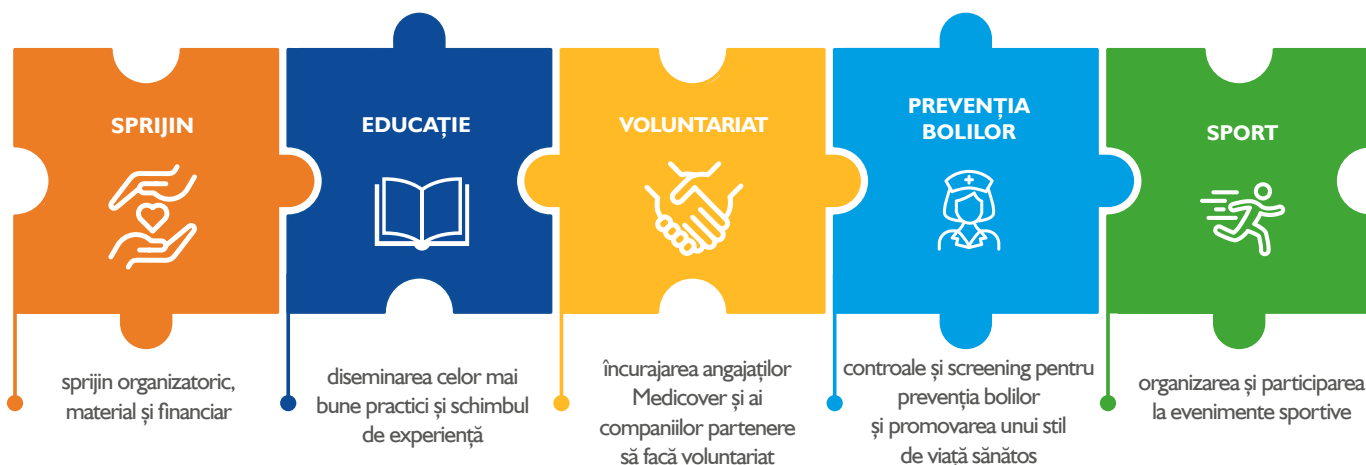 SPRIJIN
sprijin organizatoric,
material și financiar
EDUCAȚIE
diseminarea celor mai
bune practici și schimbul
de experiență
VOLUNTARIAT
încurajarea angajaților
Medicover și ai
companiilor partenere
să facă voluntariat
PREVENȚIA
BOLILOR
controale și screening pentru
prevenția bolilor
și promovarea unui stil
de viață sănătos
SPORT
organizarea și participarea
la evenimente sportive